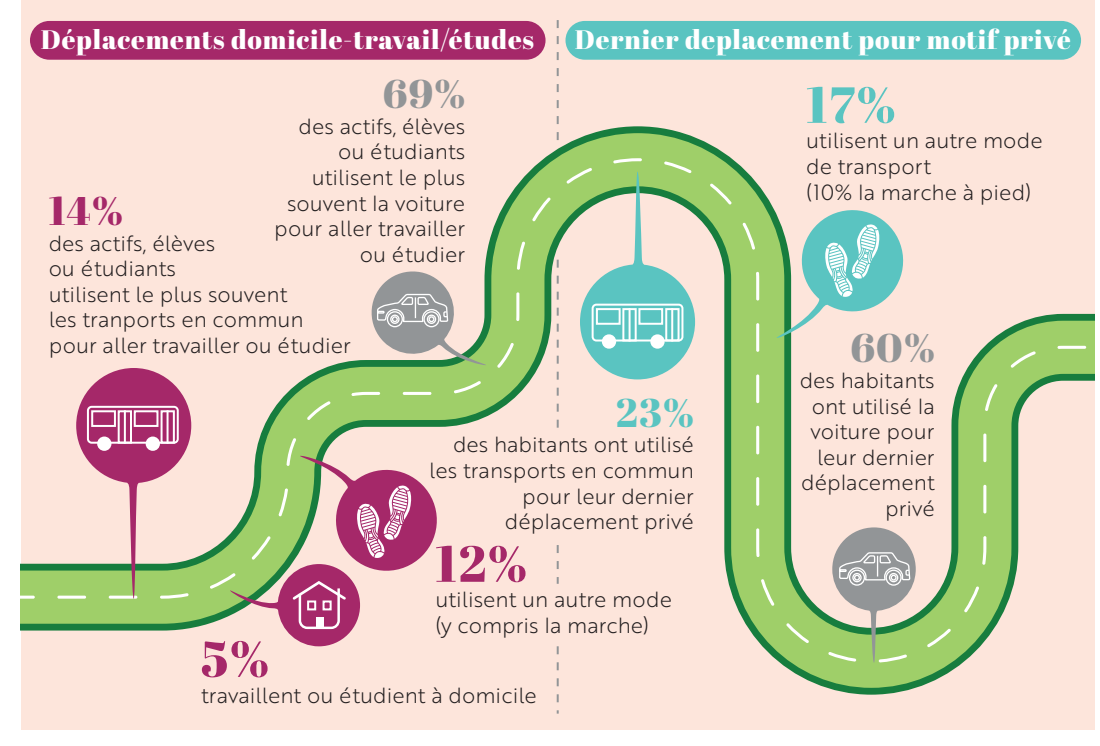 Déplacements domicile-travail/études
69%
des actifs, élèves
ou étudiants
utilisent le plus
souvent la voiture
pour aller travailler
ou étudier
14%
des actifs, élèves
ou étudiants
utilisent le plus souvent
les tranports en commun
pour aller travailler ou étudier
12%
utilisent un autre mode
(y compris la marche)
5%
travaillent ou étudient à domicile
Dernier deplacement pour motif privé
17%
utilisent un autre mode
de transport
(10% la marche à pied)
23%
des habitants ont utilisé
les transports en commun
pour leur dernier
déplacement privé
60%
des habitants
ont utilisé la
voiture pour
leur dernier
déplacement
privé